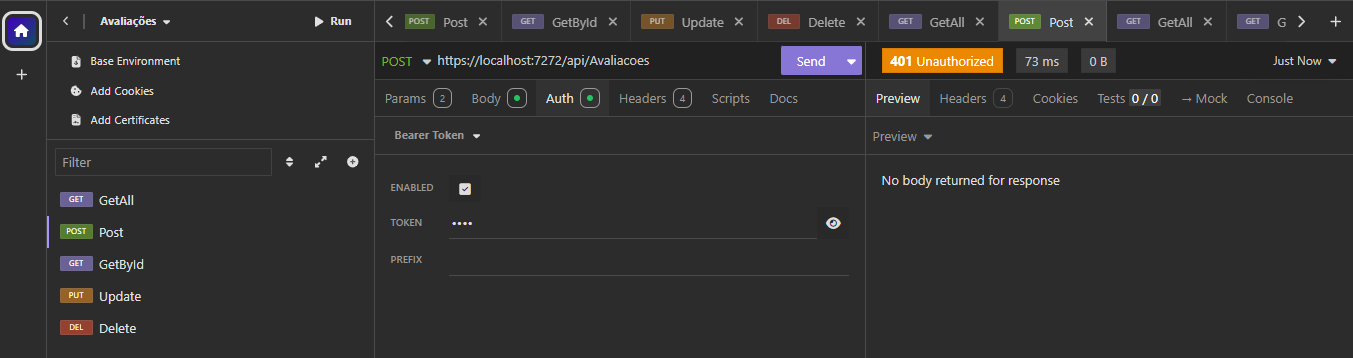 Avaliações
Run
POST Post
GET GetById
PUT Update
DEL Delete
GET GetAll
POST Post
GET GetAll
GET G
Base Environment
Add Cookies
Add Certificates
Filter
GET GetAll
POST Post
GET GetById
PUT Update
DEL Delete
POST https://localhost:7272/api/Avaliacoes Send
Params 2 Body Auth Headers 4 Scripts Docs
Bearer Token
ENABLED
TOKEN ••••
PREFIX
401 Unauthorized 73 ms 0 B Just Now
Preview Headers 4 Cookies Tests 0 / 0 → Mock Console
Preview
No body returned for response